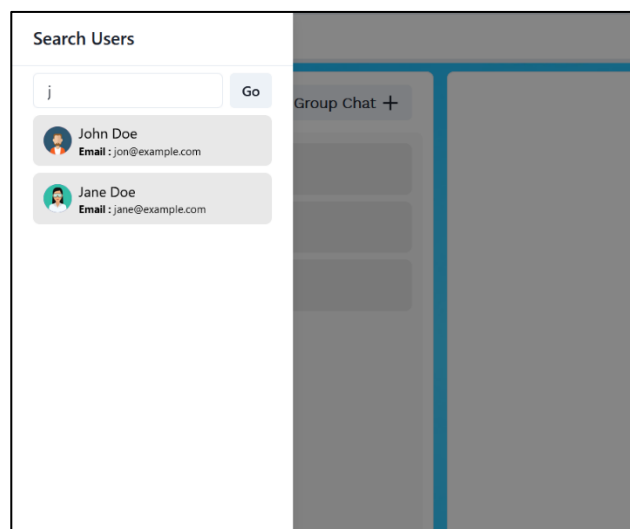 Search Users
j
Go
Group Chat +
John Doe
Email : jon@example.com
Jane Doe
Email : jane@example.com